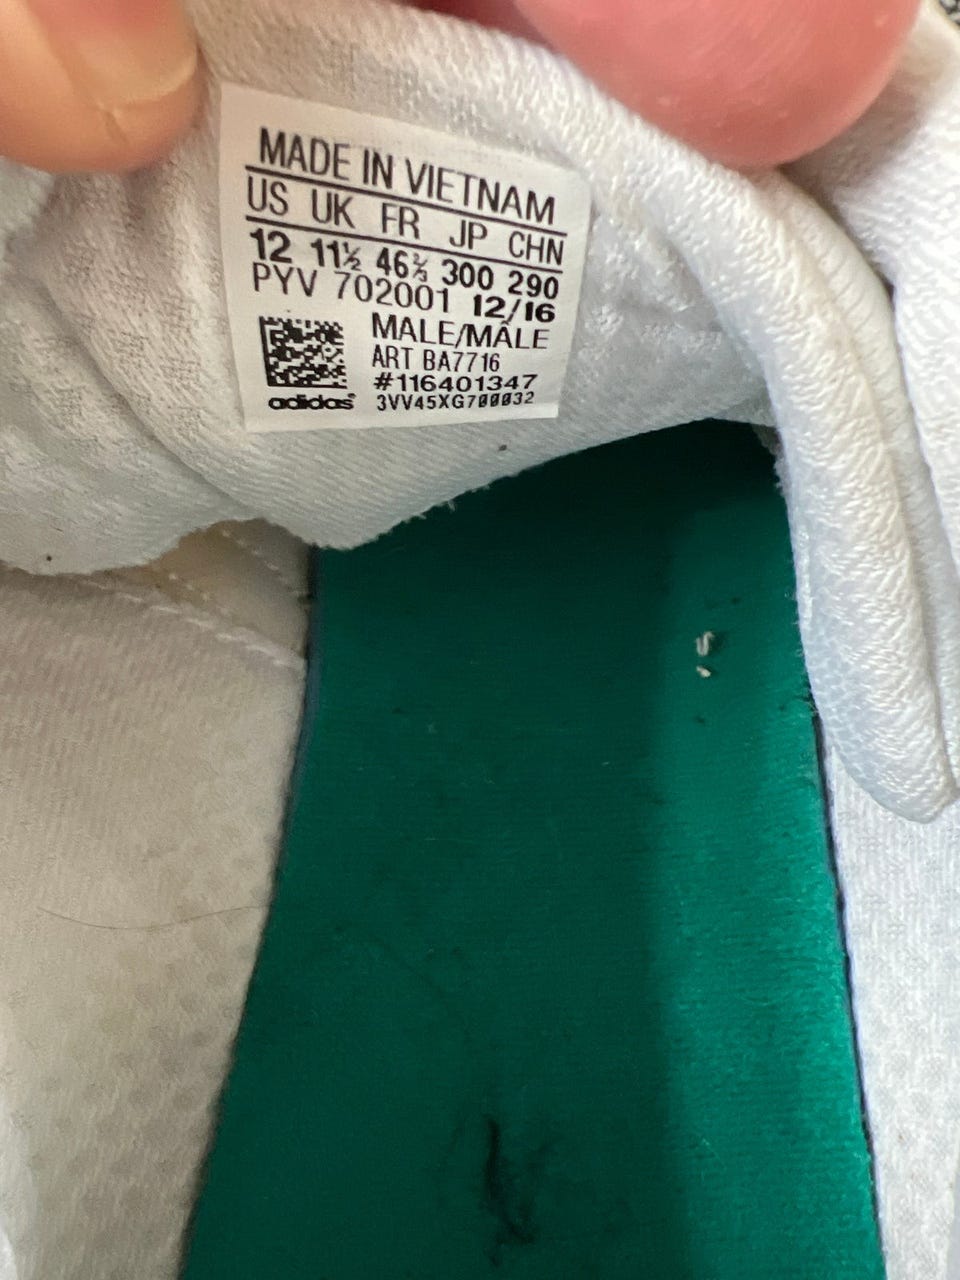 MADE IN VIETNAM
US UK FR JP CHN
12 11½ 46⅔ 300 290
PYV 702001 12/16
MALE/MÂLE
ART BA7716
#116401347
adidas 3VV45XG700032